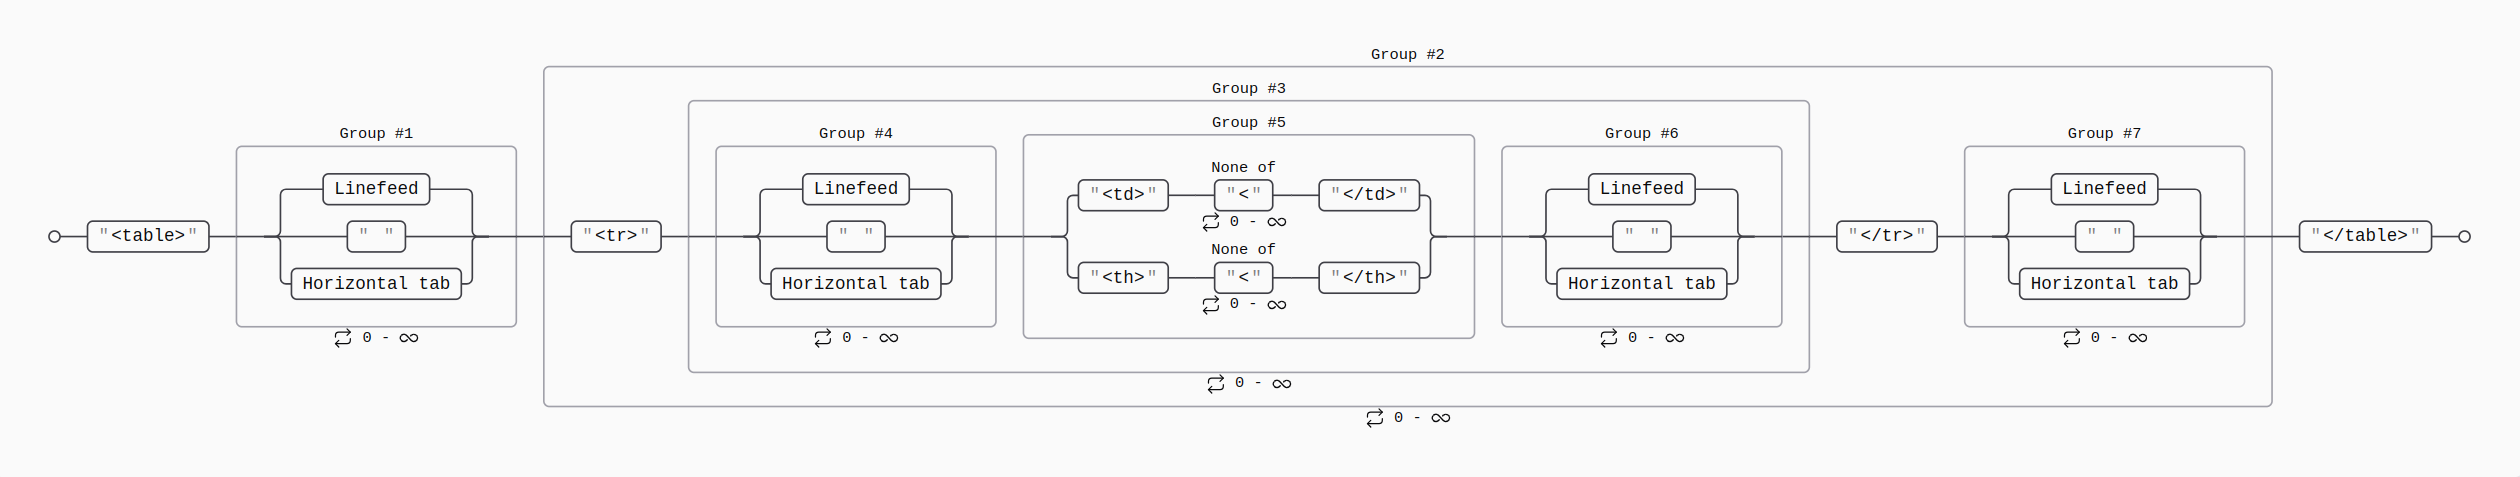 Group #2
Group #3
Group #1
Group #4
Group #5
Group #6
Group #7
"<table>"
Linefeed
" "
Horizontal tab
0 - ∞
"<tr>"
Linefeed
" "
Horizontal tab
0 - ∞
None of
"<td>" "<" "</td>"
0 - ∞
None of
"<th>" "<" "</th>"
0 - ∞
Linefeed
" "
Horizontal tab
0 - ∞
0 - ∞
"</tr>"
Linefeed
" "
Horizontal tab
0 - ∞
0 - ∞
"</table>"